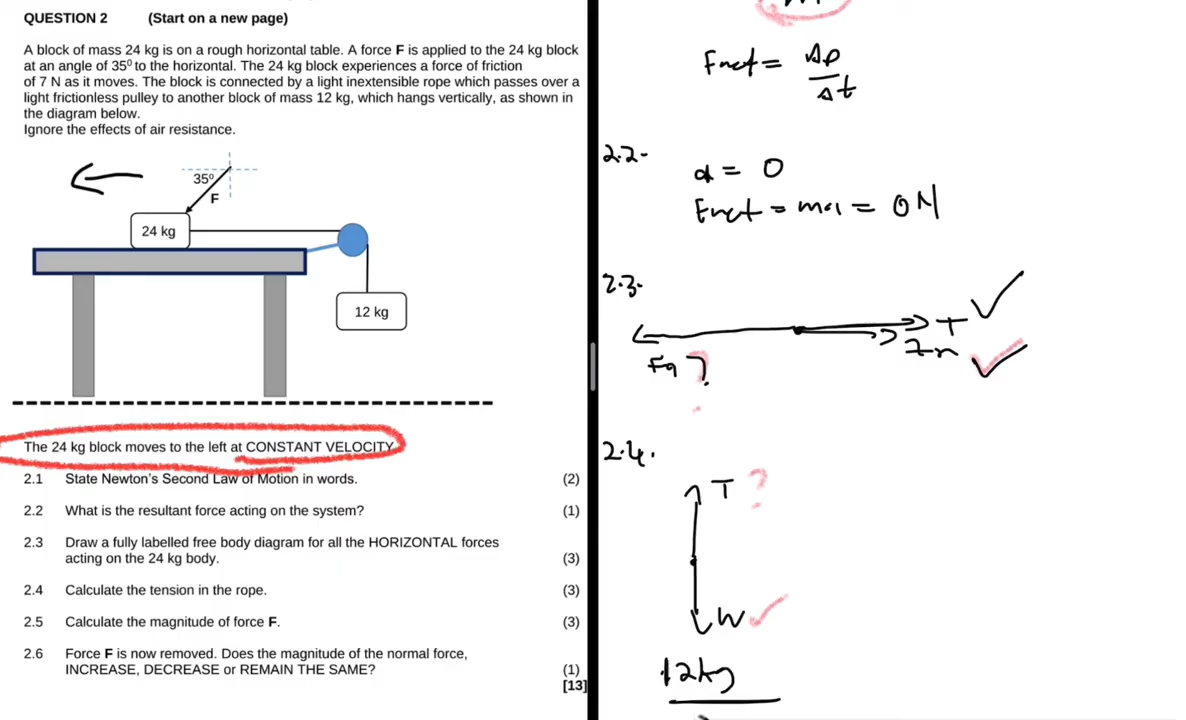 QUESTION 2 (Start on a new page)
A block of mass 24 kg is on a rough horizontal table. A force F is applied to the 24 kg block
at an angle of 35⁰ to the horizontal. The 24 kg block experiences a force of friction
of 7 N as it moves. The block is connected by a light inextensible rope which passes over a
light frictionless pulley to another block of mass 12 kg, which hangs vertically, as shown in
the diagram below.
Ignore the effects of air resistance.
35⁰
F
24 kg
12 kg
The 24 kg block moves to the left at CONSTANT VELOCITY
2.1 State Newton's Second Law of Motion in words. (2)
2.2 What is the resultant force acting on the system? (1)
2.3 Draw a fully labelled free body diagram for all the HORIZONTAL forces
acting on the 24 kg body. (3)
2.4 Calculate the tension in the rope. (3)
2.5 Calculate the magnitude of force F. (3)
2.6 Force F is now removed. Does the magnitude of the normal force,
INCREASE, DECREASE or REMAIN THE SAME? (1)
[13]
Fnet = Δp
Δt
2.2-
a = 0
Fnet = ma = 0N
2.3-
T
7N
FA ?
2.4.
T ?
W
12kg